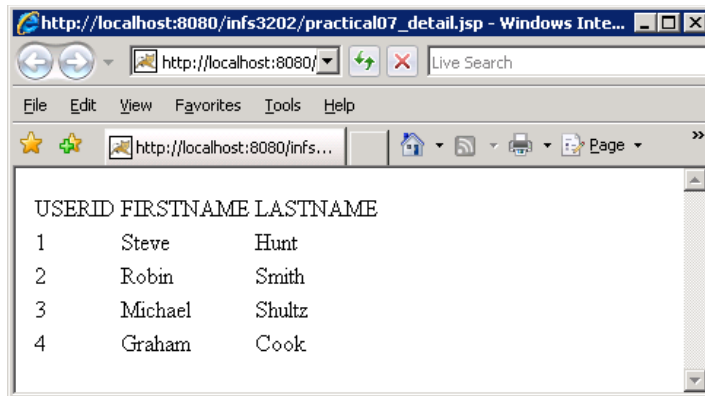 http://localhost:8080/infs3202/practical07_detail.jsp - Windows Inte...
http://localhost:8080/
Live Search
File Edit View Favorites Tools Help
http://localhost:8080/infs...
Page
»
USERID FIRSTNAME LASTNAME
1 Steve Hunt
2 Robin Smith
3 Michael Shultz
4 Graham Cook